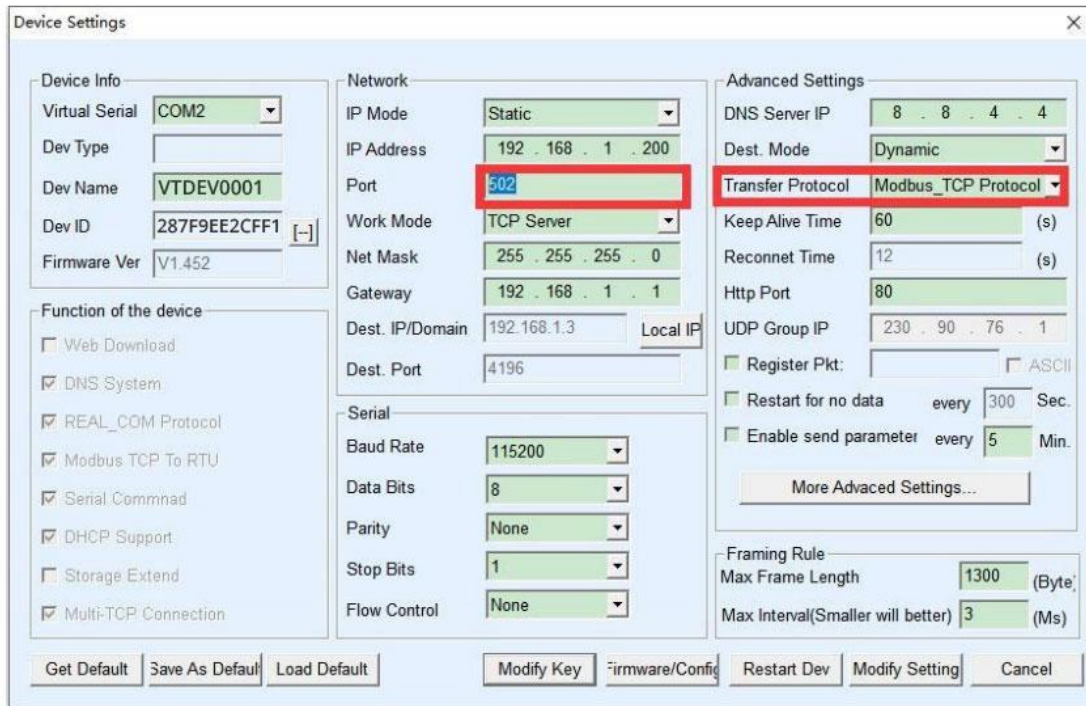 Device Settings
Device Info
Virtual Serial COM2
Dev Type
Dev Name VTDEV0001
Dev ID 287F9EE2CFF1 [--]
Firmware Ver V1.452
Function of the device
Web Download
DNS System
REAL_COM Protocol
Modbus TCP To RTU
Serial Commnad
DHCP Support
Storage Extend
Multi-TCP Connection
Network
IP Mode Static
IP Address 192 . 168 . 1 . 200
Port 502
Work Mode TCP Server
Net Mask 255 . 255 . 255 . 0
Gateway 192 . 168 . 1 . 1
Dest. IP/Domain 192.168.1.3 Local IP
Dest. Port 4196
Serial
Baud Rate 115200
Data Bits 8
Parity None
Stop Bits 1
Flow Control None
Advanced Settings
DNS Server IP 8 . 8 . 4 . 4
Dest. Mode Dynamic
Transfer Protocol Modbus_TCP Protocol
Keep Alive Time 60 (s)
Reconnet Time 12 (s)
Http Port 80
UDP Group IP 230 . 90 . 76 . 1
Register Pkt: ASCII
Restart for no data every 300 Sec.
Enable send parameter every 5 Min.
More Advaced Settings...
Framing Rule
Max Frame Length 1300 (Byte)
Max Interval(Smaller will better) 3 (Ms)
Get Default Save As Default Load Default Modify Key Firmware/Config Restart Dev Modify Setting Cancel